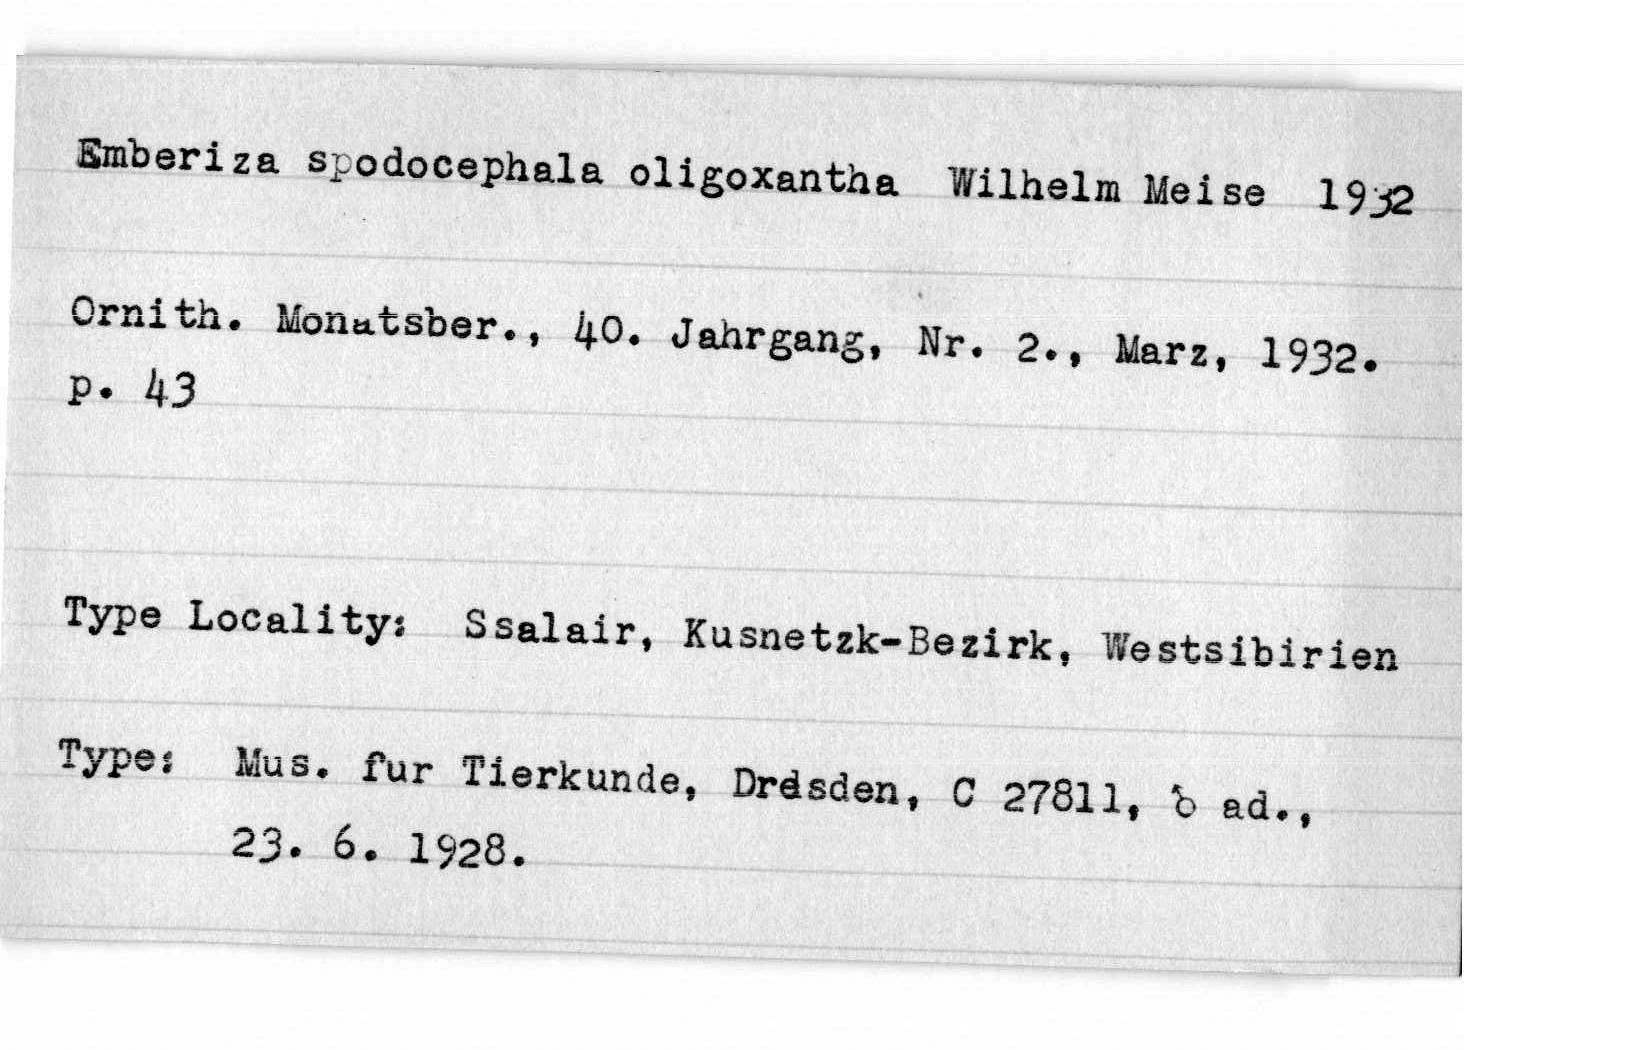 Emberiza spodocephala oligoxantha Wilhelm Meise 1932
Ornith. Monatsber., 40. Jahrgang, Nr. 2., Marz, 1932.
p. 43
Type Locality: Ssalair, Kusnetzk-Bezirk, Westsibirien
Type: Mus. fur Tierkunde, Dresden, C 27811, ♂ ad.,
23. 6. 1928.